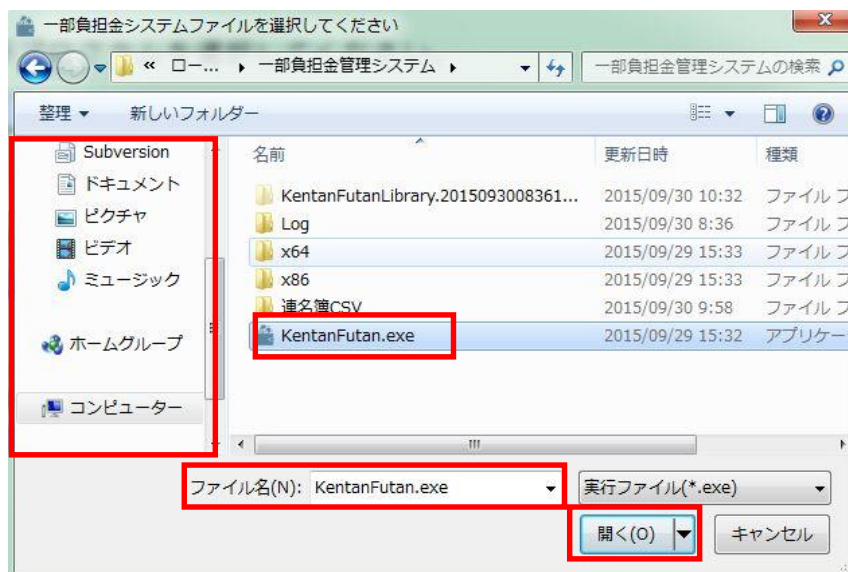 一部負担金システムファイルを選択してください
« ロー... ▸ 一部負担金管理システム ▸
一部負担金管理システムの検索
整理 ▼ 新しいフォルダー
Subversion
ドキュメント
ピクチャ
ビデオ
ミュージック
ホームグループ
コンピューター
名前 更新日時 種類
KentanFutanLibrary.2015093008361... 2015/09/30 10:32 ファイル フ
Log 2015/09/30 8:36 ファイル フ
x64 2015/09/29 15:33 ファイル フ
x86 2015/09/29 15:33 ファイル フ
連名簿CSV 2015/09/30 9:58 ファイル フ
KentanFutan.exe 2015/09/29 15:32 アプリケー
ファイル名(N): KentanFutan.exe 実行ファイル(*.exe)
開く(O) キャンセル